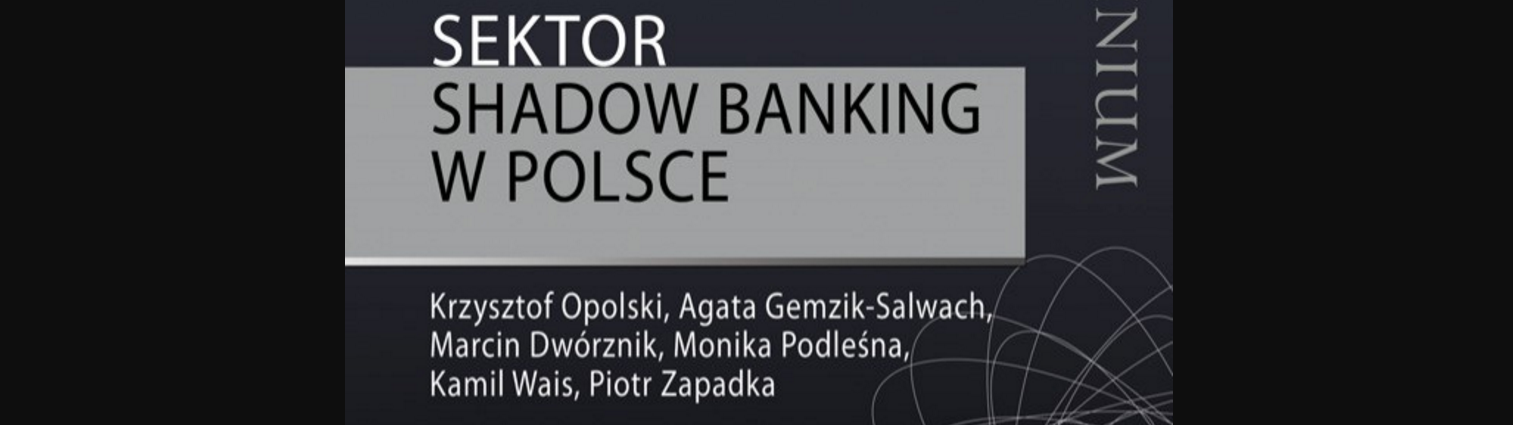 SEKTOR
SHADOW BANKING
W POLSCE
Krzysztof Opolski, Agata Gemzik-Salwach,
Marcin Dwórznik, Monika Podleśna,
Kamil Wais, Piotr Zapadka
NIUM